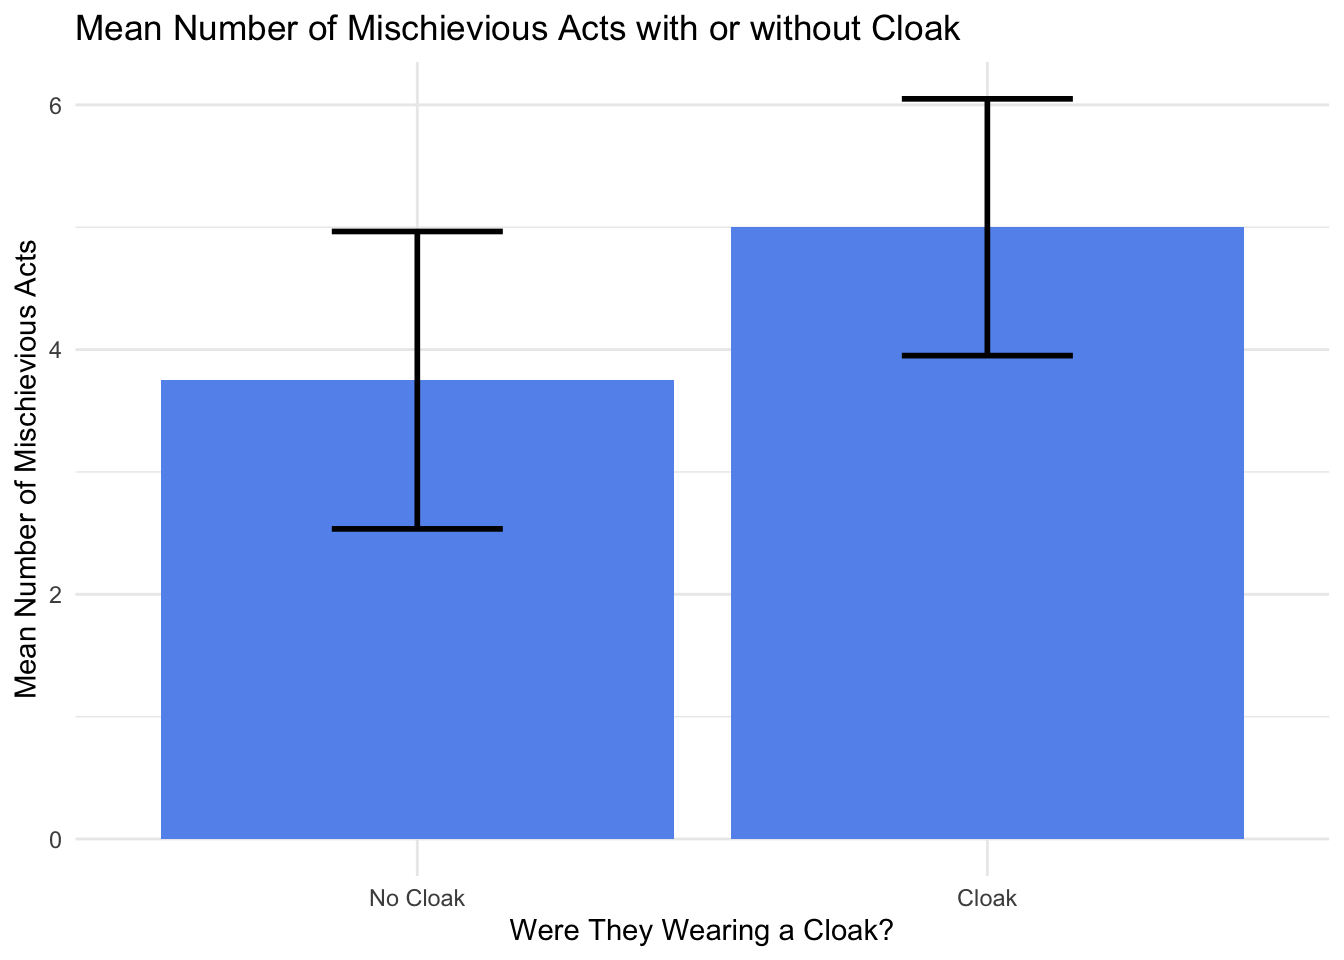 Mean Number of Mischievious Acts with or without Cloak
Mean Number of Mischievious Acts
6
4
2
0
No Cloak
Cloak
Were They Wearing a Cloak?